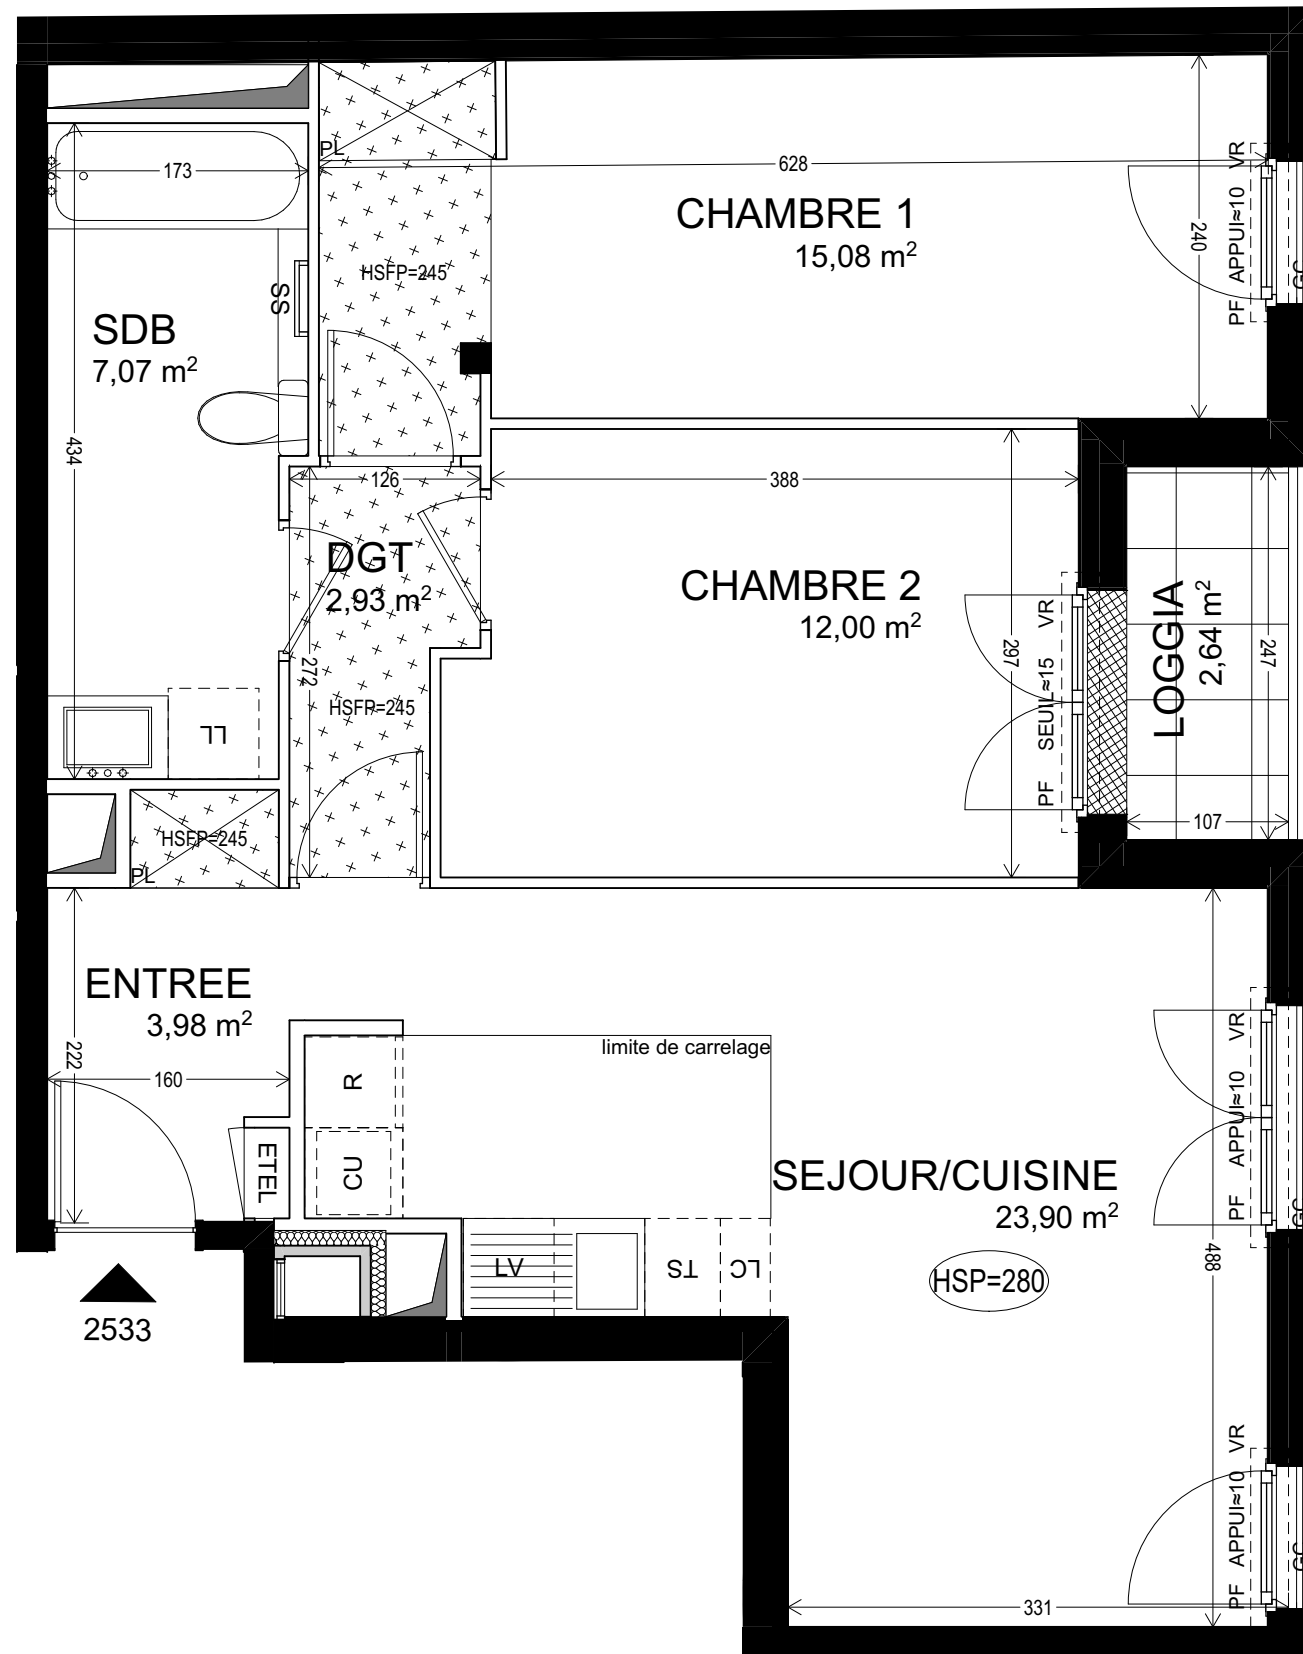 PL
173
628
CHAMBRE 1
15,08 m²
VR
240
PF APPUI≈10
GC
HSFP=245
SS
SDB
7,07 m²
434
126
388
DGT
2,93 m²
CHAMBRE 2
12,00 m²
297
PF SEUIL≈15 VR
LOGGIA
2,64 m²
247
272
HSFP=245
LL
107
HSFP=245
PL
ENTREE
3,98 m²
222
160
limite de carrelage
R
CU
ETEL
PF APPUI≈10 VR
GC
SEJOUR/CUISINE
23,90 m²
HSP=280
488
LV
TS
LC
2533
PF APPUI≈10 VR
GC
331